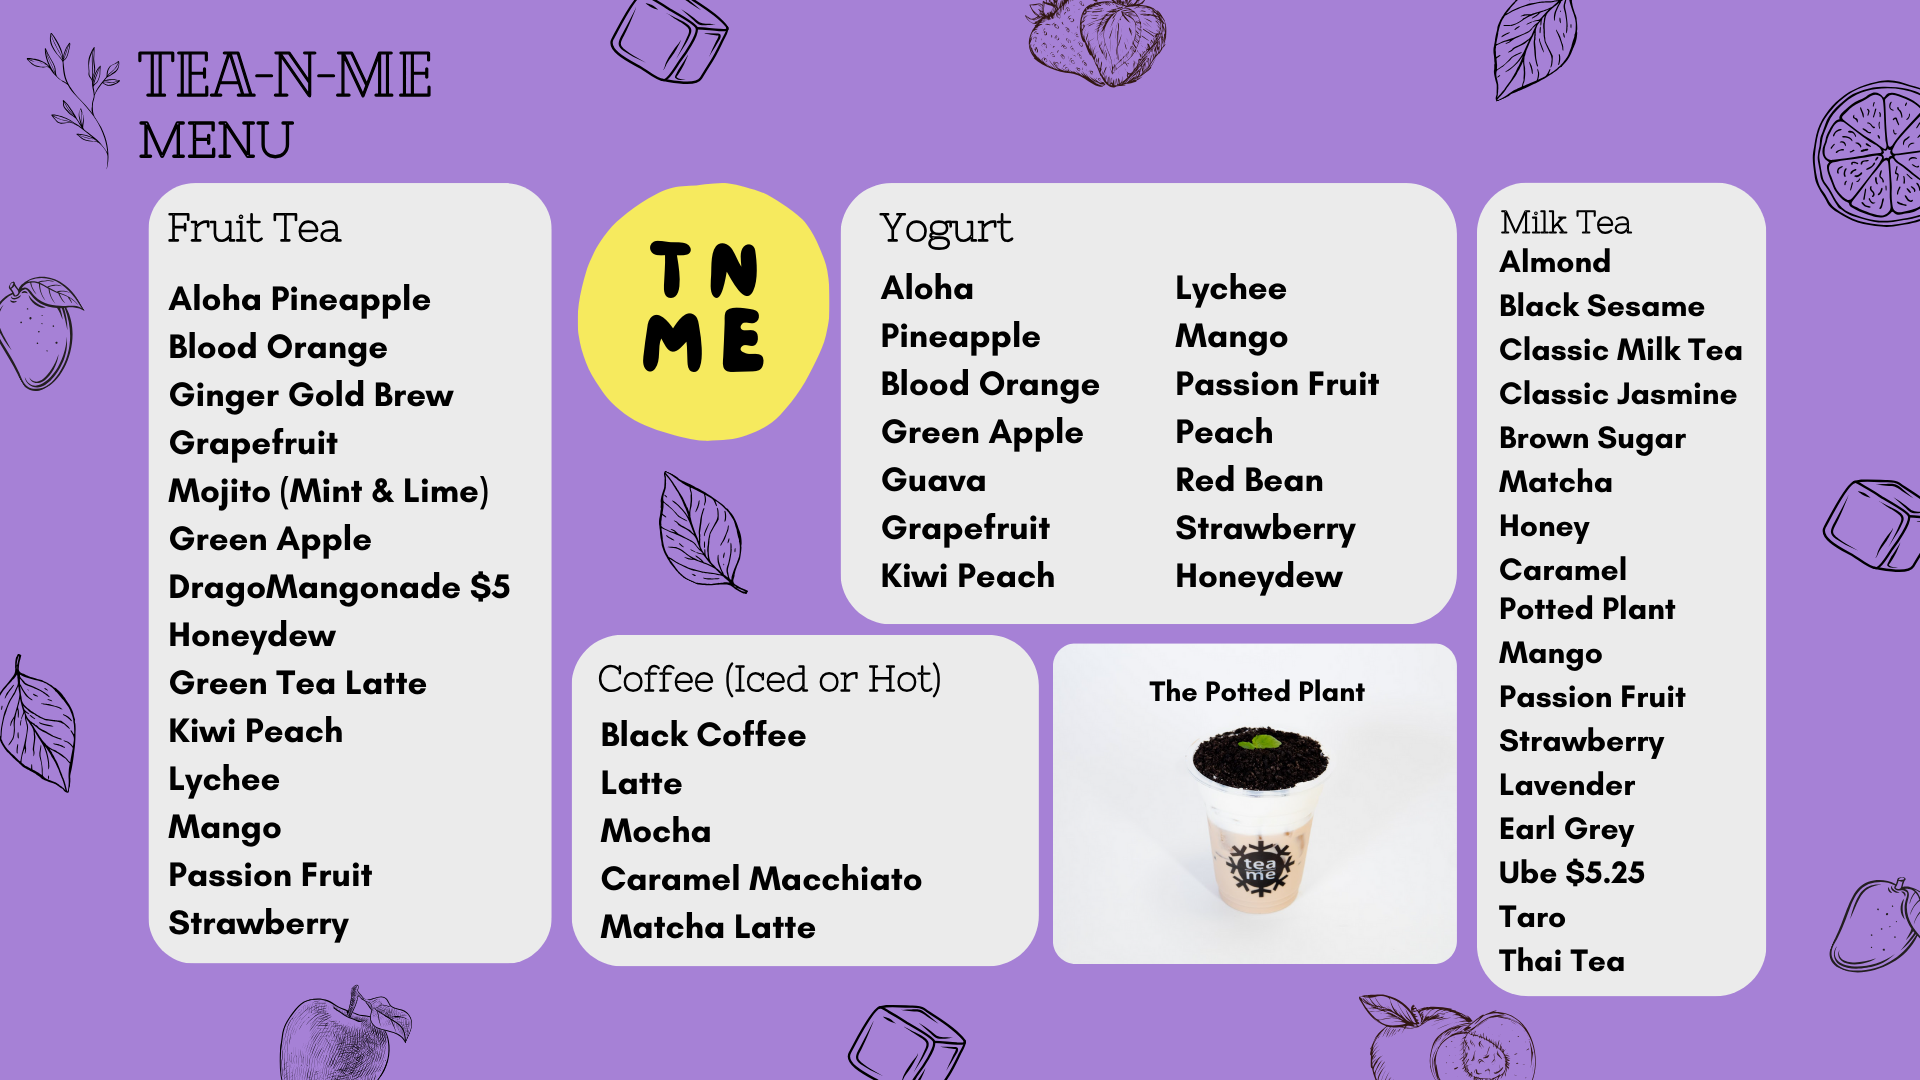 TEA-N-ME
MENU
Fruit Tea
Aloha Pineapple
Blood Orange
Ginger Gold Brew
Grapefruit
Mojito (Mint & Lime)
Green Apple
DragoMangonade $5
Honeydew
Green Tea Latte
Kiwi Peach
Lychee
Mango
Passion Fruit
Strawberry
T N
M E
Yogurt
Aloha
Pineapple
Blood Orange
Green Apple
Guava
Grapefruit
Kiwi Peach
Lychee
Mango
Passion Fruit
Peach
Red Bean
Strawberry
Honeydew
Coffee (Iced or Hot)
Black Coffee
Latte
Mocha
Caramel Macchiato
Matcha Latte
The Potted Plant
tea
me
Milk Tea
Almond
Black Sesame
Classic Milk Tea
Classic Jasmine
Brown Sugar
Matcha
Honey
Caramel
Potted Plant
Mango
Passion Fruit
Strawberry
Lavender
Earl Grey
Ube $5.25
Taro
Thai Tea